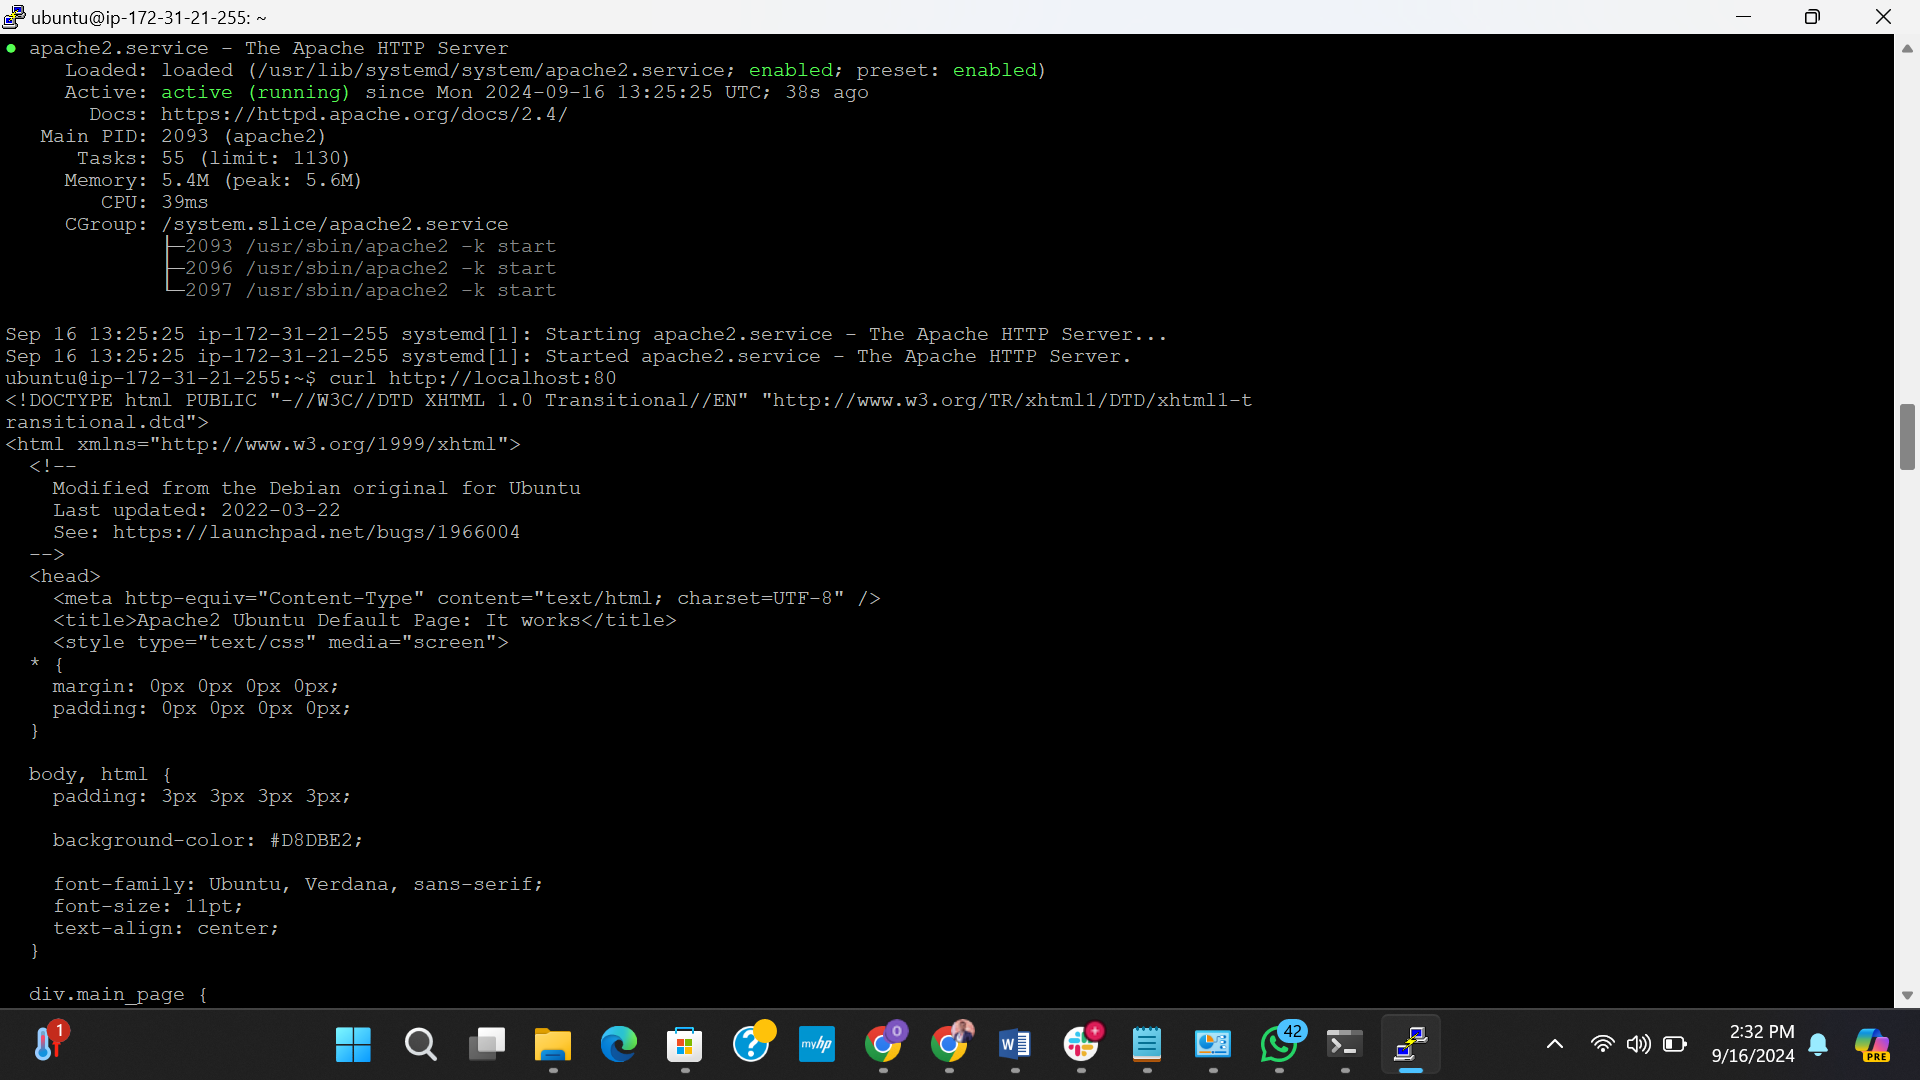 ubuntu@ip-172-31-21-255: ~
● apache2.service - The Apache HTTP Server
     Loaded: loaded (/usr/lib/systemd/system/apache2.service; enabled; preset: enabled)
     Active: active (running) since Mon 2024-09-16 13:25:25 UTC; 38s ago
       Docs: https://httpd.apache.org/docs/2.4/
   Main PID: 2093 (apache2)
      Tasks: 55 (limit: 1130)
     Memory: 5.4M (peak: 5.6M)
        CPU: 39ms
     CGroup: /system.slice/apache2.service
             ├─2093 /usr/sbin/apache2 -k start
             ├─2096 /usr/sbin/apache2 -k start
             └─2097 /usr/sbin/apache2 -k start
Sep 16 13:25:25 ip-172-31-21-255 systemd[1]: Starting apache2.service - The Apache HTTP Server...
Sep 16 13:25:25 ip-172-31-21-255 systemd[1]: Started apache2.service - The Apache HTTP Server.
ubuntu@ip-172-31-21-255:~$ curl http://localhost:80
<!DOCTYPE html PUBLIC "-//W3C//DTD XHTML 1.0 Transitional//EN" "http://www.w3.org/TR/xhtml1/DTD/xhtml1-t
ransitional.dtd">
<html xmlns="http://www.w3.org/1999/xhtml">
  <!--
    Modified from the Debian original for Ubuntu
    Last updated: 2022-03-22
    See: https://launchpad.net/bugs/1966004
  -->
  <head>
    <meta http-equiv="Content-Type" content="text/html; charset=UTF-8" />
    <title>Apache2 Ubuntu Default Page: It works</title>
    <style type="text/css" media="screen">
  * {
    margin: 0px 0px 0px 0px;
    padding: 0px 0px 0px 0px;
  }
  body, html {
    padding: 3px 3px 3px 3px;
    background-color: #D8DBE2;
    font-family: Ubuntu, Verdana, sans-serif;
    font-size: 11pt;
    text-align: center;
  }
  div.main_page {
1
myhp
O
W
42
2:32 PM
9/16/2024
PRE